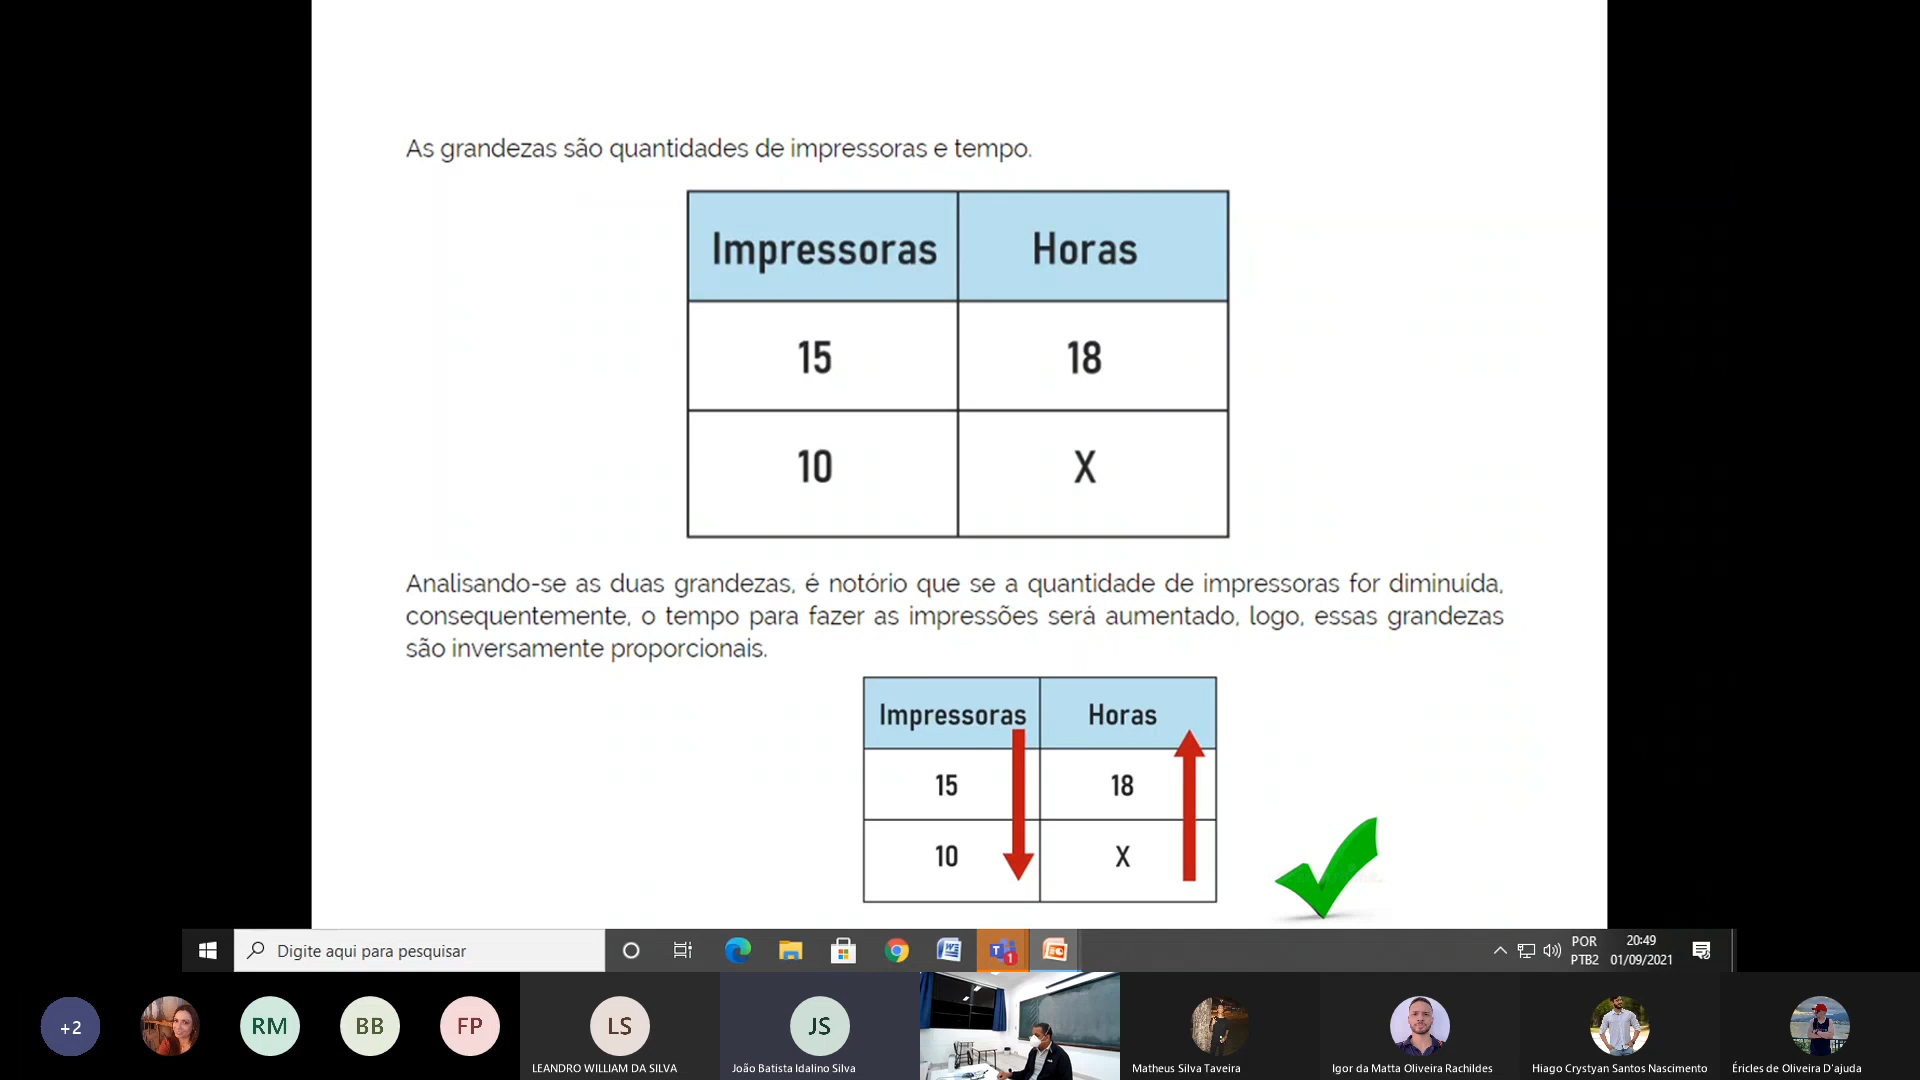 As grandezas são quantidades de impressoras e tempo.
Impressoras Horas
15 18
10 X
Analisando-se as duas grandezas, é notório que se a quantidade de impressoras for diminuída,
consequentemente, o tempo para fazer as impressões será aumentado, logo, essas grandezas
são inversamente proporcionais.
Impressoras Horas
15 18
10 X
Digite aqui para pesquisar
1
POR 20:49
PTB2 01/09/2021
+2
RM
BB
FP
LS
JS
LEANDRO WILLIAM DA SILVA
João Batista Idalino Silva
Matheus Silva Taveira
Igor da Matta Oliveira Rachildes
Hiago Crystyan Santos Nascimento
Éricles de Oliveira D'ajuda